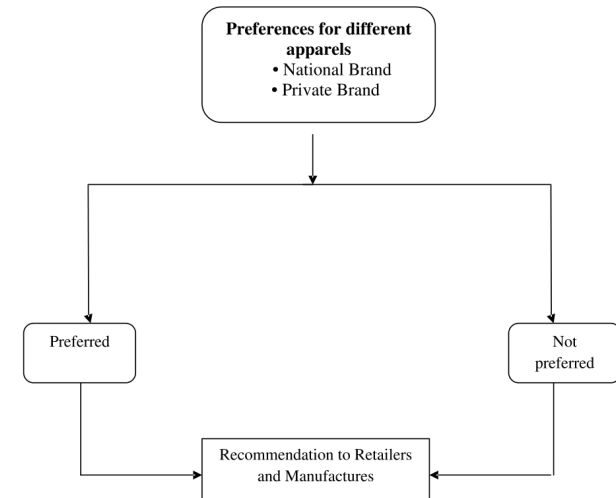 Preferences for different
apparels
• National Brand
• Private Brand
Preferred
Not
preferred
Recommendation to Retailers
and Manufactures